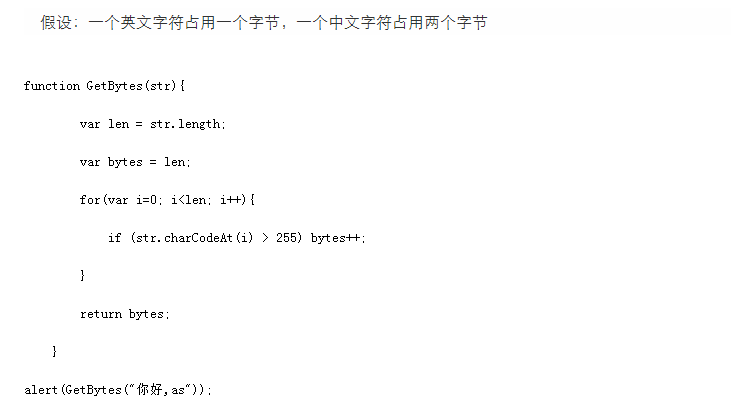 假设：一个英文字符占用一个字节，一个中文字符占用两个字节
function GetBytes(str){
var len = str.length;
var bytes = len;
for(var i=0; i<len; i++){
if (str.charCodeAt(i) > 255) bytes++;
}
return bytes;
}
alert(GetBytes("你好,as"));